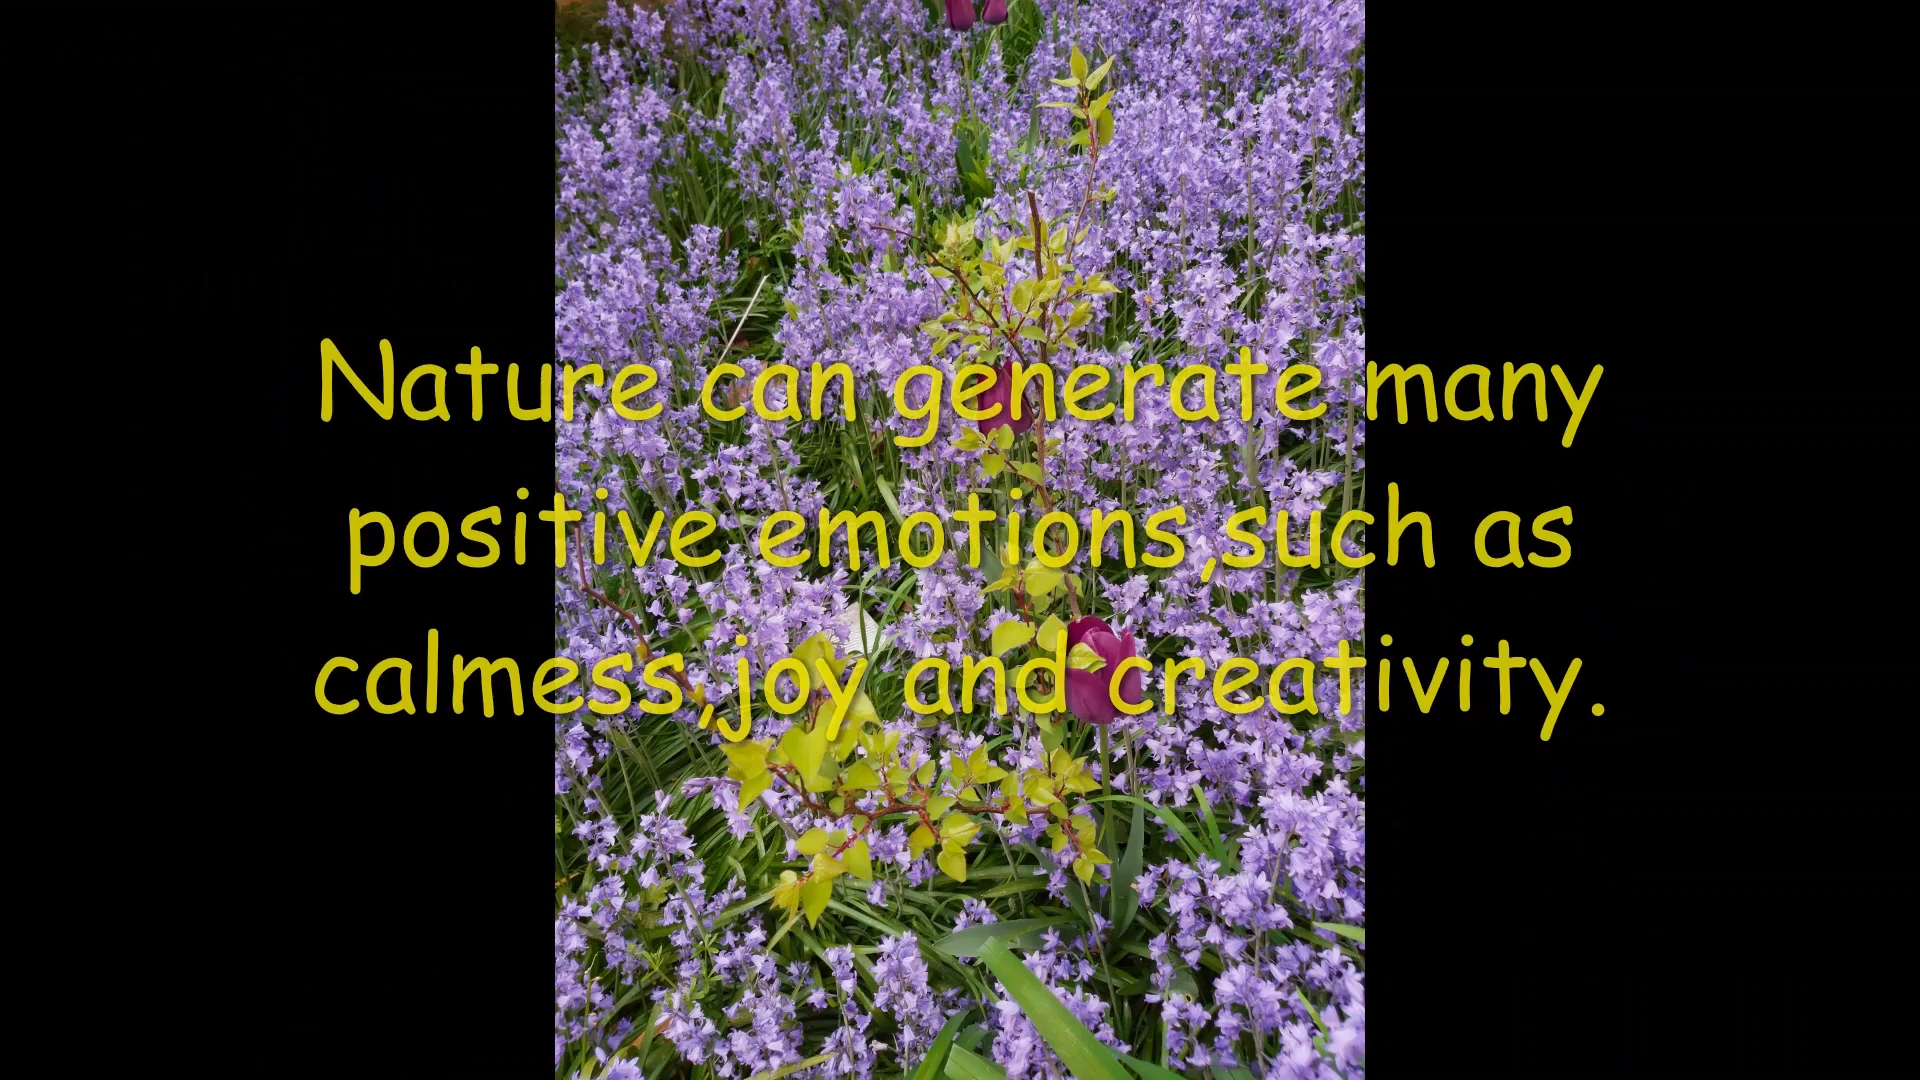 Nature can generate many
positive emotions,such as
calmess,joy and creativity.